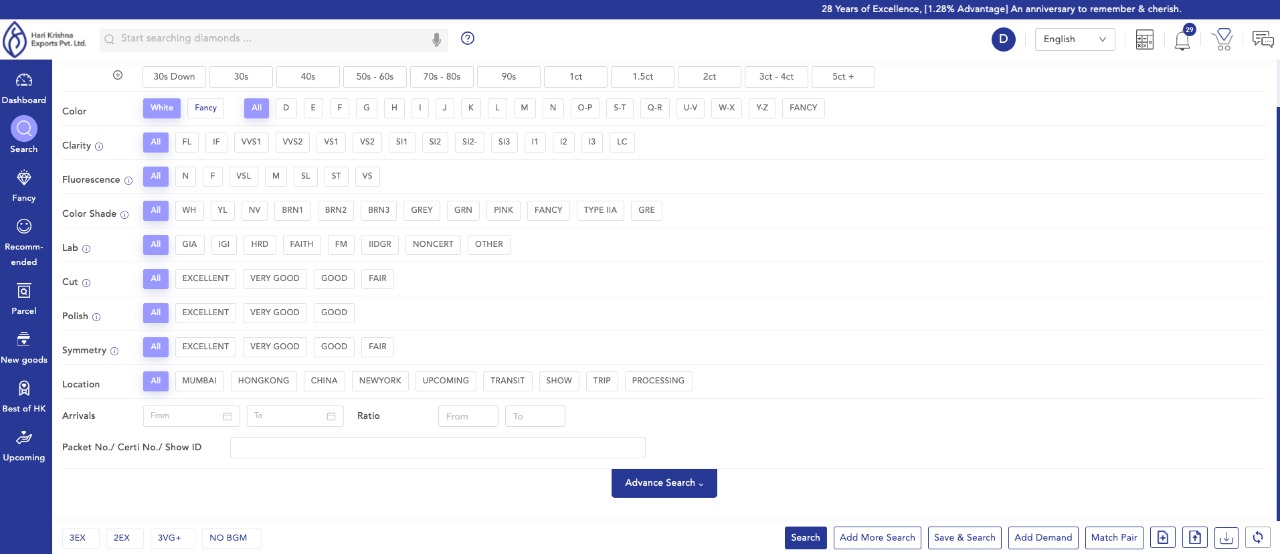 28 Years of Excellence, [1.28% Advantage] An anniversary to remember & cherish.
Hari Krishna
Exports Pvt. Ltd.
Start searching diamonds ...
D
English
29
Dashboard
Search
Fancy
Recomm-
ended
Parcel
New goods
Best of HK
Upcoming
30s Down 30s 40s 50s - 60s 70s - 80s 90s 1ct 1.5ct 2ct 3ct - 4ct 5ct +
Color White Fancy All D E F G H I J K L M N O-P S-T Q-R U-V W-X Y-Z FANCY
Clarity All FL IF VVS1 VVS2 VS1 VS2 SI1 SI2 SI2- SI3 I1 I2 I3 LC
Fluorescence All N F VSL M SL ST VS
Color Shade All WH YL NV BRN1 BRN2 BRN3 GREY GRN PINK FANCY TYPE IIA GRE
Lab All GIA IGI HRD FAITH FM IIDGR NONCERT OTHER
Cut All EXCELLENT VERY GOOD GOOD FAIR
Polish All EXCELLENT VERY GOOD GOOD
Symmetry All EXCELLENT VERY GOOD GOOD FAIR
Location All MUMBAI HONGKONG CHINA NEWYORK UPCOMING TRANSIT SHOW TRIP PROCESSING
Arrivals From To Ratio From To
Packet No./ Certi No./ Show ID
Advance Search
3EX 2EX 3VG+ NO BGM Search Add More Search Save & Search Add Demand Match Pair